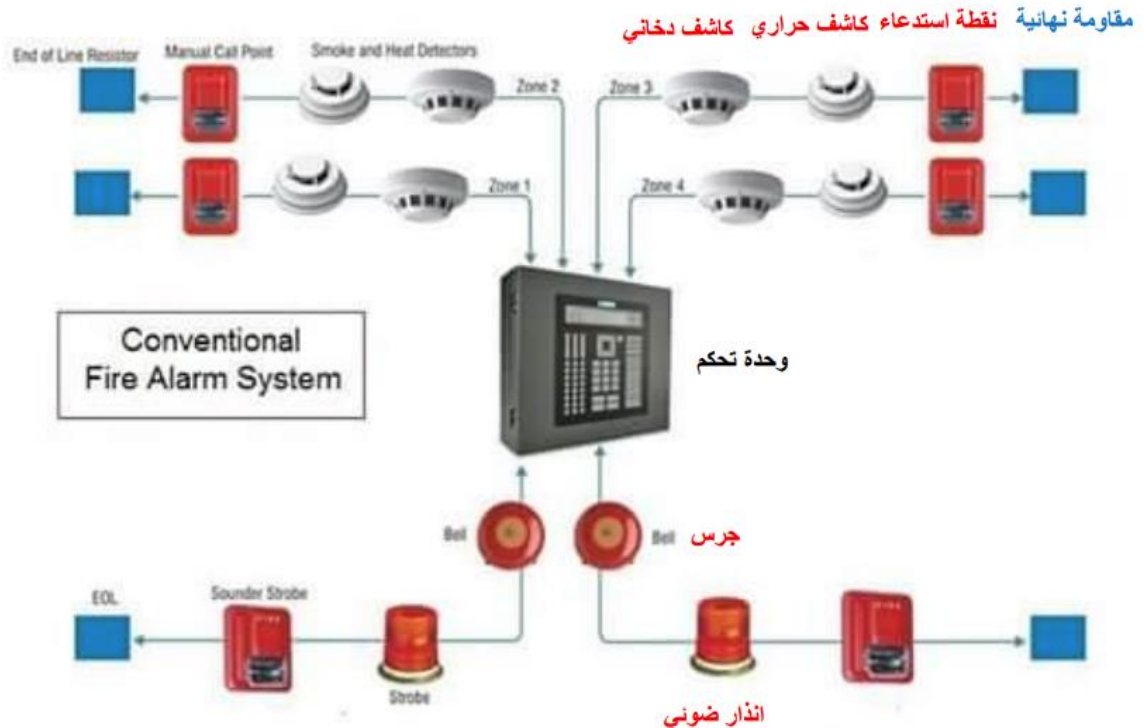 مقاومة نهائية نقطة استدعاء كاشف حراري كاشف دخاني
End of Line Resistor
Manual Call Point
Smoke and Heat Detectors
Zone 2
Zone 3
Zone 1
Zone 4
Conventional
Fire Alarm System
وحدة تحكم
Bell
Bell
جرس
EOL
Sounder Strobe
FIRE
Strobe
انذار ضوئي